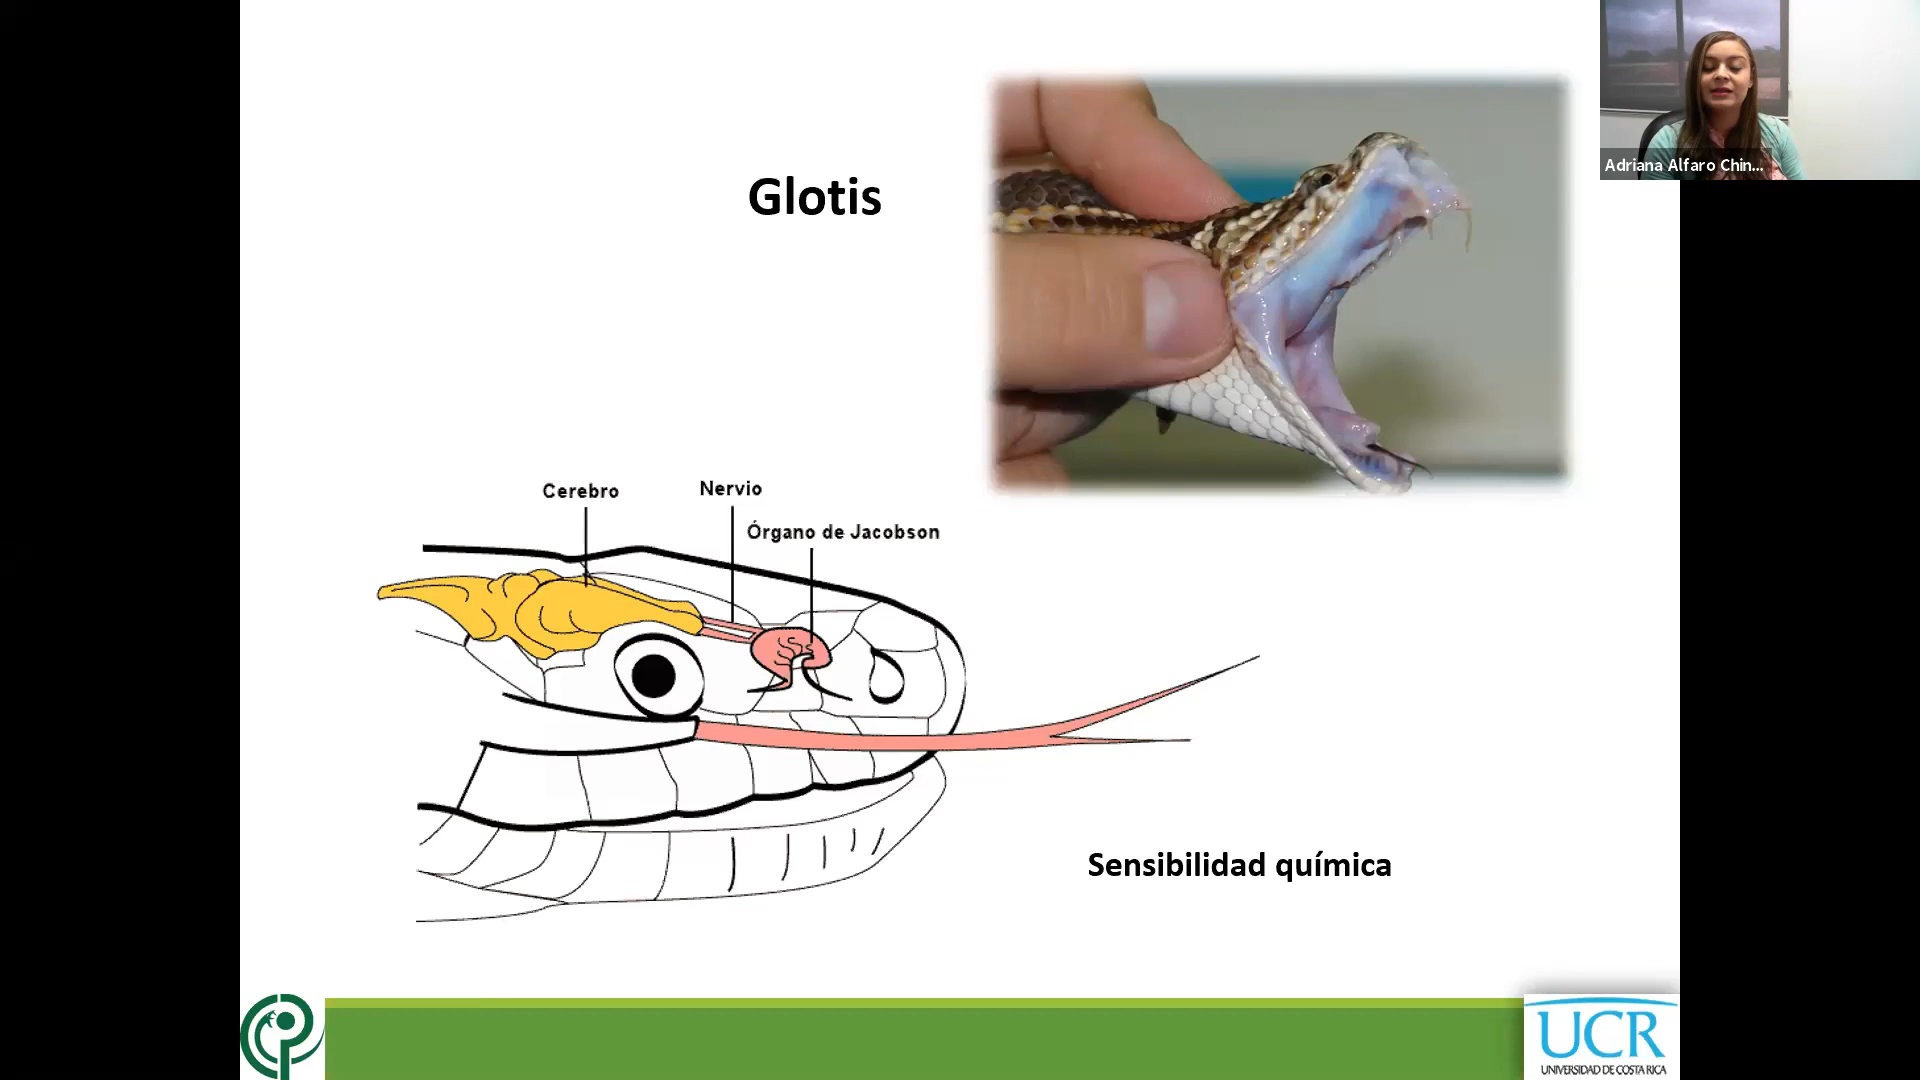 Adriana Alfaro Chin...
Glotis
Cerebro
Nervio
Órgano de Jacobson
Sensibilidad química
UCR
UNIVERSIDAD DE COSTA RICA